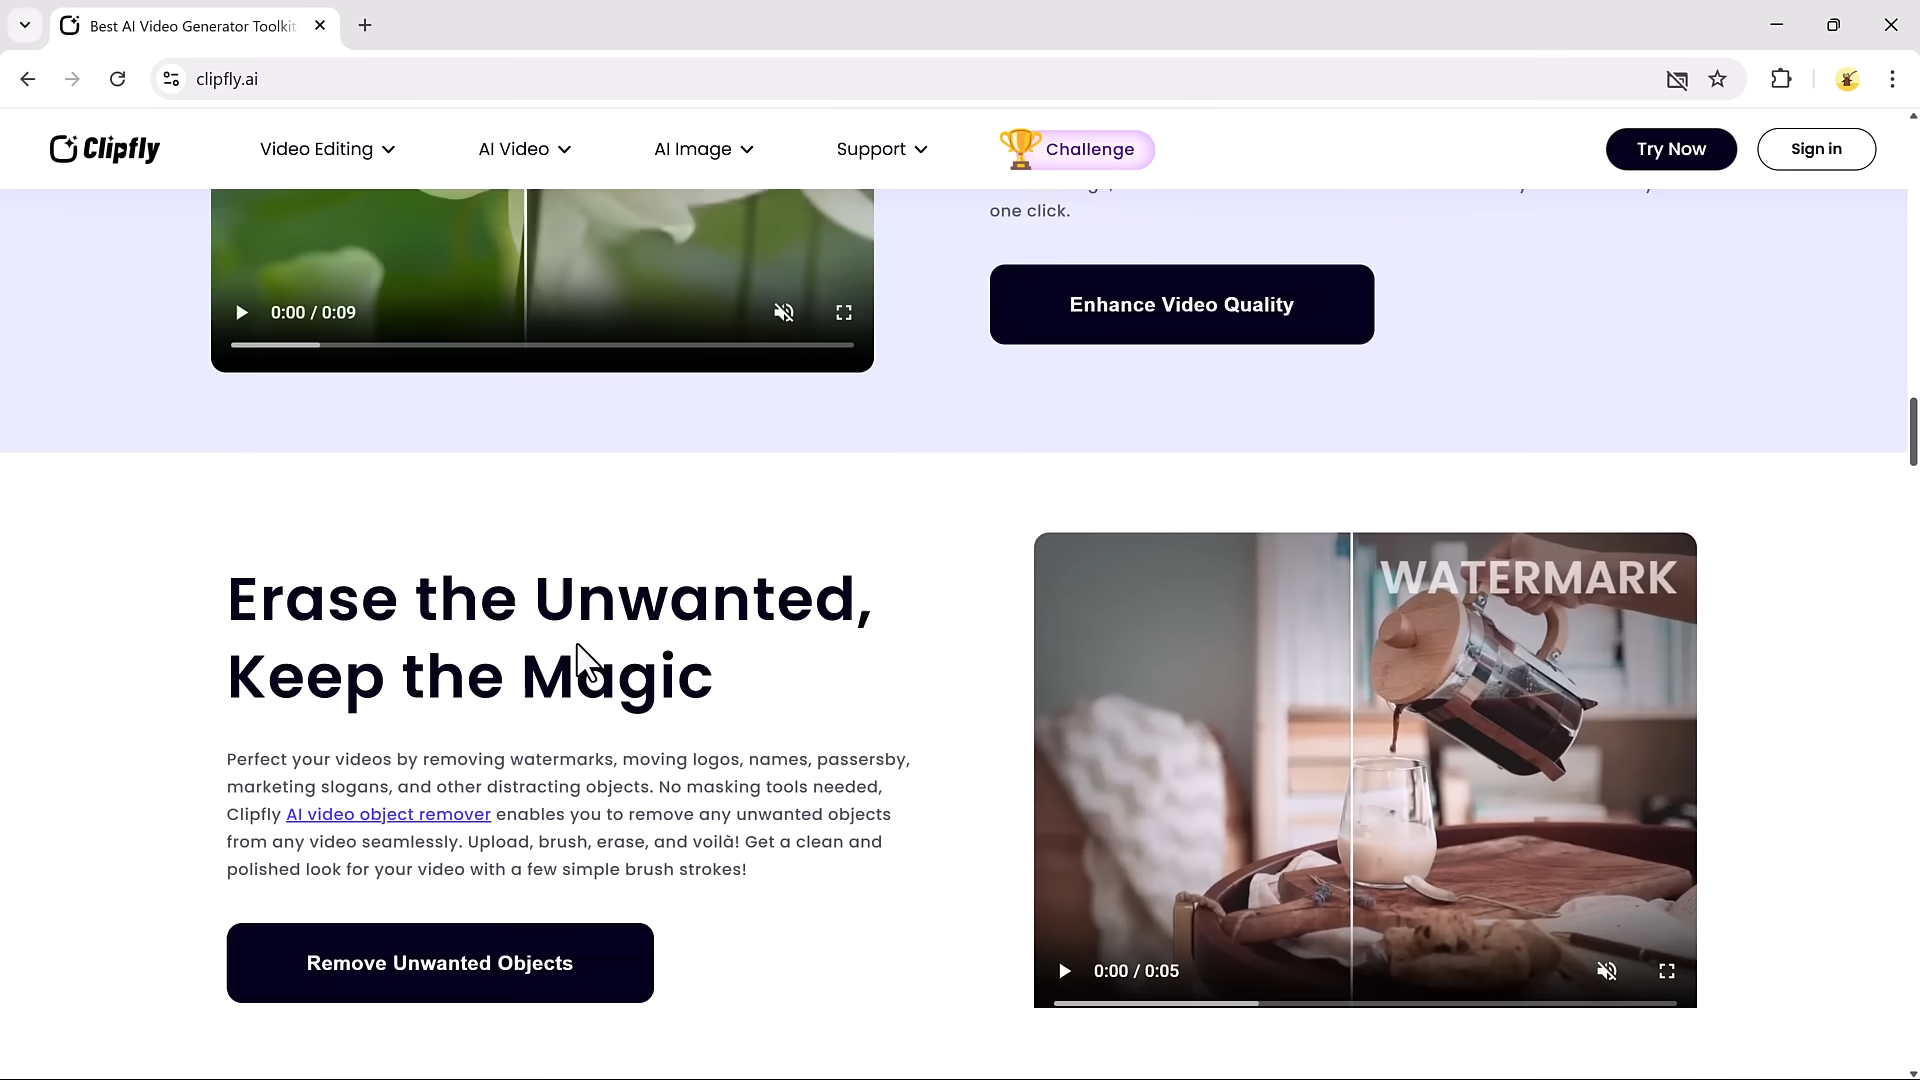 Best AI Video Generator Toolkit
clipfly.ai
Clipfly
Video Editing
AI Video
AI Image
Support
Challenge
Try Now
Sign in
one click.
0:00 / 0:09
Enhance Video Quality
Erase the Unwanted,
Keep the Magic
Perfect your videos by removing watermarks, moving logos, names, passersby,
marketing slogans, and other distracting objects. No masking tools needed,
Clipfly AI video object remover enables you to remove any unwanted objects
from any video seamlessly. Upload, brush, erase, and voilà! Get a clean and
polished look for your video with a few simple brush strokes!
Remove Unwanted Objects
WATERMARK
0:00 / 0:05